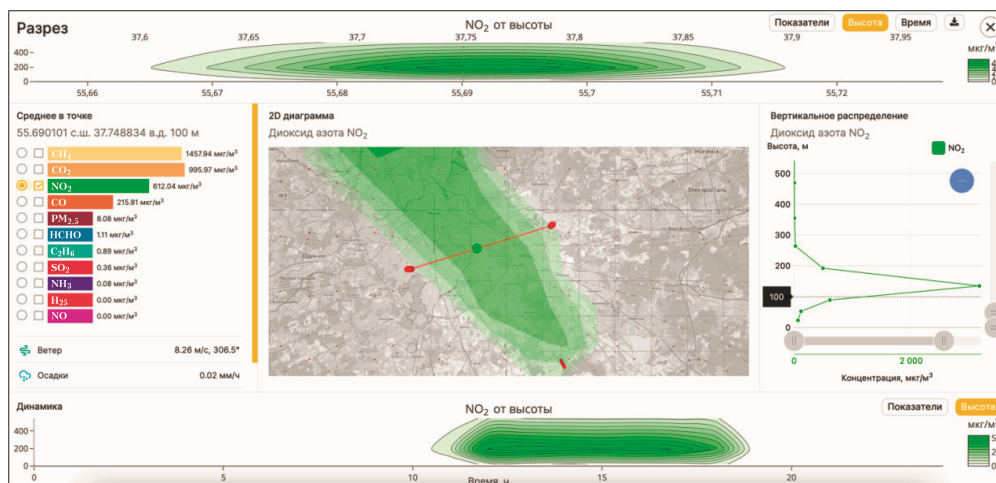 Разрез
NO₂ от высоты
Показатели
Высота
Время
37,6 37,65 37,7 37,75 37,8 37,85 37,9 37,95
мкг/м³
400
200
0
55,66 55,67 55,68 55,69 55,7 55,71 55,72
Среднее в точке
55.690101 с.ш. 37.748834 в.д. 100 м
CH₄ 1457.94 мкг/м³
CO₂ 995.97 мкг/м³
NO₂ 612.04 мкг/м³
CO 215.81 мкг/м³
PM₂.₅ 8.08 мкг/м³
HCHO 1.11 мкг/м³
C₂H₆ 0.89 мкг/м³
SO₂ 0.36 мкг/м³
NH₃ 0.08 мкг/м³
H₂₅ 0.00 мкг/м³
NO 0.00 мкг/м³
Ветер 8.26 м/с, 306.5°
Осадки 0.02 мм/ч
2D диаграмма
Диоксид азота NO₂
Вертикальное распределение
Диоксид азота NO₂
Высота, м
NO₂
500
400
300
200
100
0
0 2 000
Концентрация, мкг/м³
Динамика
NO₂ от высоты
Показатели
Высота
мкг/м³
400
200
0
0 5 10 15 20
Время, ч